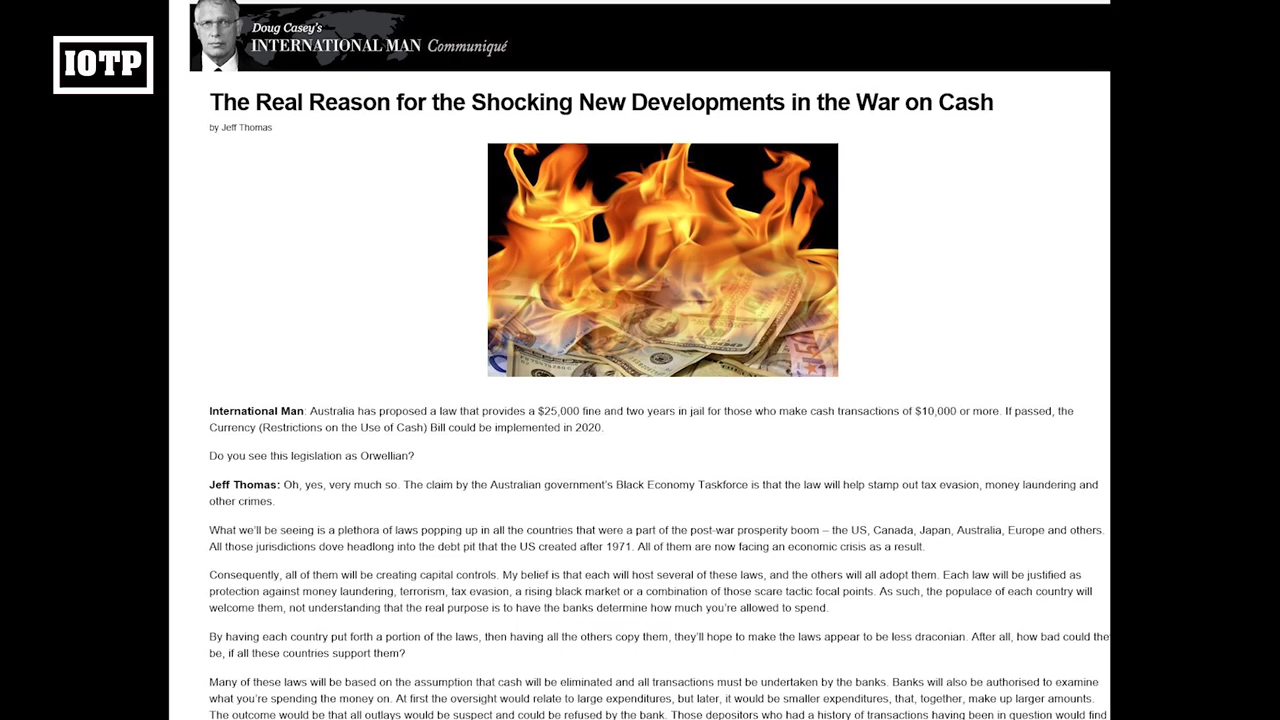 Doug Casey's
INTERNATIONAL MAN Communiqué
IOTP
The Real Reason for the Shocking New Developments in the War on Cash
by Jeff Thomas
International Man: Australia has proposed a law that provides a $25,000 fine and two years in jail for those who make cash transactions of $10,000 or more. If passed, the
Currency (Restrictions on the Use of Cash) Bill could be implemented in 2020.
Do you see this legislation as Orwellian?
Jeff Thomas: Oh, yes, very much so. The claim by the Australian government's Black Economy Taskforce is that the law will help stamp out tax evasion, money laundering and
other crimes.
What we'll be seeing is a plethora of laws popping up in all the countries that were a part of the post-war prosperity boom – the US, Canada, Japan, Australia, Europe and others.
All those jurisdictions dove headlong into the debt pit that the US created after 1971. All of them are now facing an economic crisis as a result.
Consequently, all of them will be creating capital controls. My belief is that each will host several of these laws, and the others will all adopt them. Each law will be justified as
protection against money laundering, terrorism, tax evasion, a rising black market or a combination of those scare tactic focal points. As such, the populace of each country will
welcome them, not understanding that the real purpose is to have the banks determine how much you're allowed to spend.
By having each country put forth a portion of the laws, then having all the others copy them, they'll hope to make the laws appear to be less draconian. After all, how bad could the
be, if all these countries support them?
Many of these laws will be based on the assumption that cash will be eliminated and all transactions must be undertaken by the banks. Banks will also be authorised to examine
what you're spending the money on. At first the oversight would relate to large expenditures, but later, it would be smaller expenditures, that, together, make up larger amounts.
The outcome would be that all outlays would be suspect and could be refused by the bank. Those depositors who had a history of transactions having been in question would find